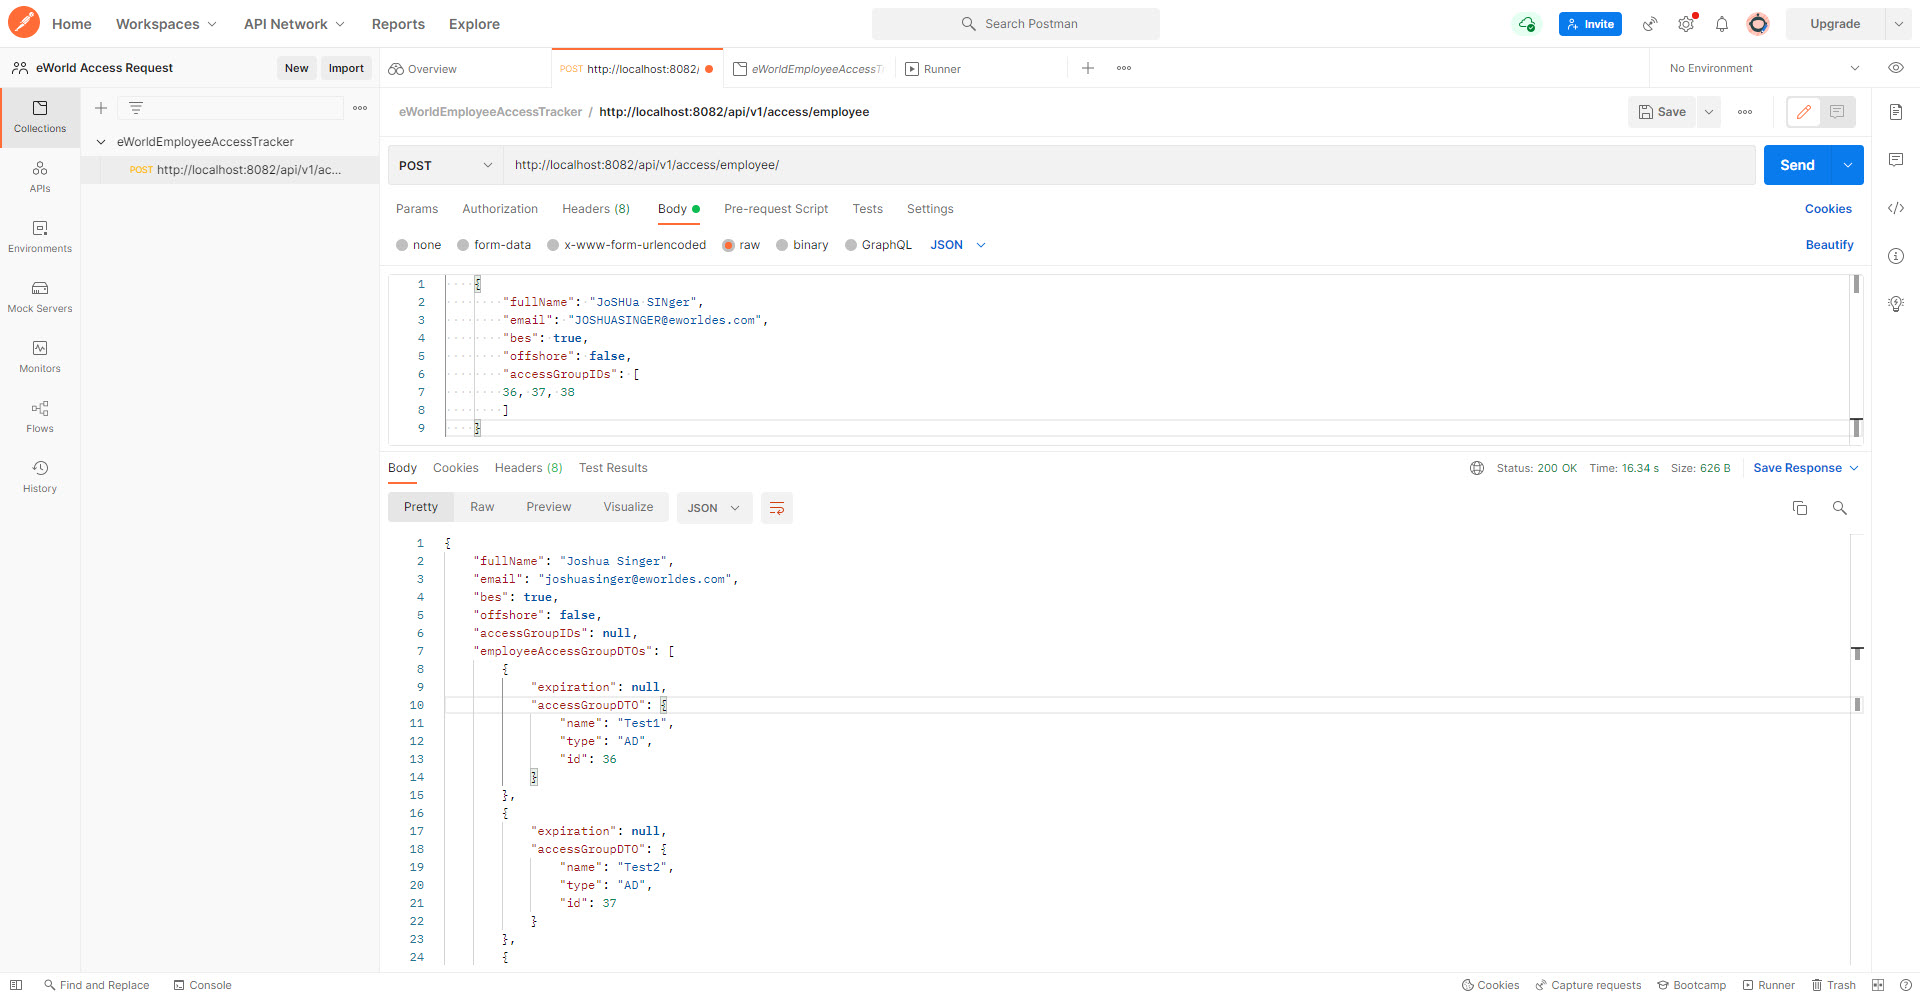 Home Workspaces API Network Reports Explore Search Postman Invite Upgrade
eWorld Access Request New Import Overview POST http://localhost:8082/ eWorldEmployeeAccessT Runner No Environment
Collections
APIs
Environments
Mock Servers
Monitors
Flows
History
eWorldEmployeeAccessTracker
POST http://localhost:8082/api/v1/ac...
eWorldEmployeeAccessTracker / http://localhost:8082/api/v1/access/employee Save
POST http://localhost:8082/api/v1/access/employee/ Send
Params Authorization Headers (8) Body Pre-request Script Tests Settings Cookies
none form-data x-www-form-urlencoded raw binary GraphQL JSON Beautify
1 {
2 "fullName": "JoSHUa SINger",
3 "email": "JOSHUASINGER@eworldes.com",
4 "bes": true,
5 "offshore": false,
6 "accessGroupIDs": [
7 36, 37, 38
8 ]
9 }
Body Cookies Headers (8) Test Results Status: 200 OK Time: 16.34 s Size: 626 B Save Response
Pretty Raw Preview Visualize JSON
1 {
2 "fullName": "Joshua Singer",
3 "email": "joshuasinger@eworldes.com",
4 "bes": true,
5 "offshore": false,
6 "accessGroupIDs": null,
7 "employeeAccessGroupDTOs": [
8 {
9 "expiration": null,
10 "accessGroupDTO": {
11 "name": "Test1",
12 "type": "AD",
13 "id": 36
14 }
15 },
16 {
17 "expiration": null,
18 "accessGroupDTO": {
19 "name": "Test2",
20 "type": "AD",
21 "id": 37
22 }
23 },
24 {
Find and Replace Console Cookies Capture requests Bootcamp Runner Trash